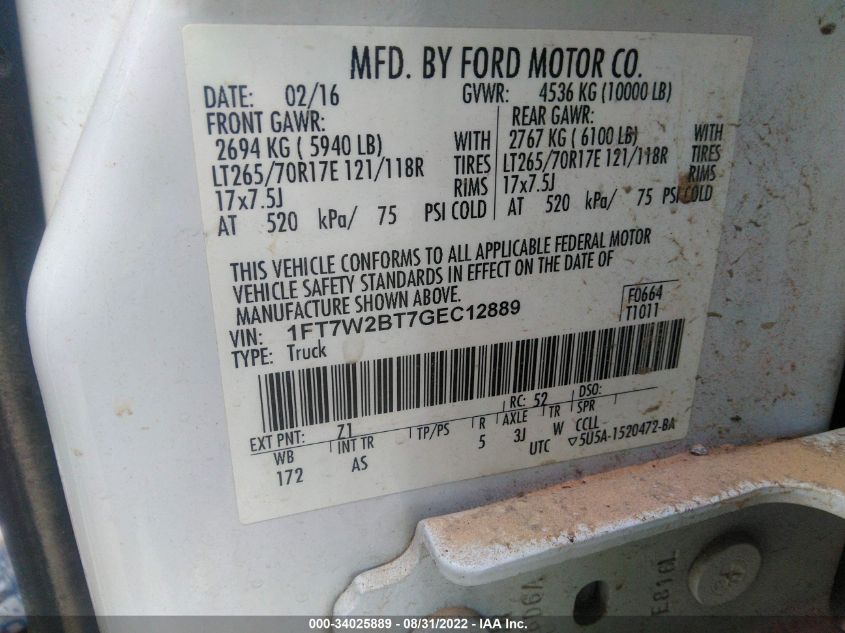 MFD. BY FORD MOTOR CO.
DATE: 02/16 GVWR: 4536 KG (10000 LB)
FRONT GAWR: REAR GAWR:
2694 KG ( 5940 LB) WITH 2767 KG ( 6100 LB) WITH
LT265/70R17E 121/118R TIRES LT265/70R17E 121/118R TIRES
17x7.5J RIMS 17x7.5J RIMS
AT 520 kPa/ 75 PSI COLD AT 520 kPa/ 75 PSI COLD
THIS VEHICLE CONFORMS TO ALL APPLICABLE FEDERAL MOTOR
VEHICLE SAFETY STANDARDS IN EFFECT ON THE DATE OF
MANUFACTURE SHOWN ABOVE.
VIN: 1FT7W2BT7GEC12889 F0664
TYPE: Truck T1011
EXT PNT: Z1 RC: 52 DSO:
WB INT TR TP/PS R AXLE TR SPR
172 AS 5 3J W CCLL
UTC ▽5U5A-1520472-BA
E8161
000-34025889 - 08/31/2022 - IAA Inc.